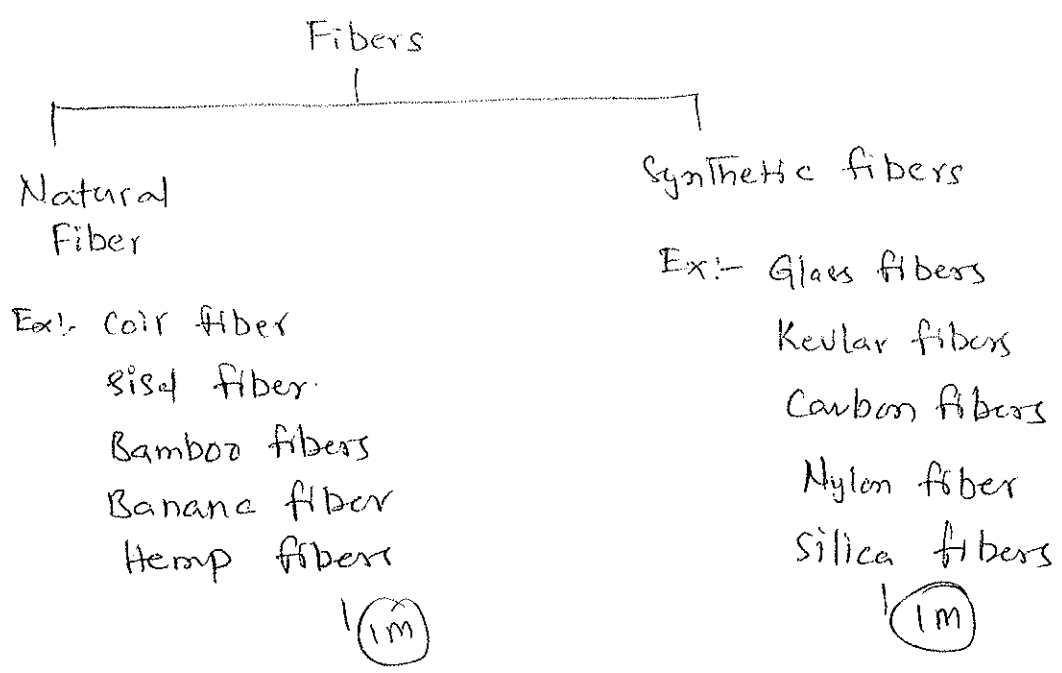 Fibers
Natural
Fiber
Ex:- Coir fiber
Sisal fiber.
Bamboo fibers
Banana fiber
Hemp fibers
1m
Synthetic fibers
Ex:- Glass fibers
Kevlar fibers
Carbon fibers
Nylon fiber
Silica fibers
1m